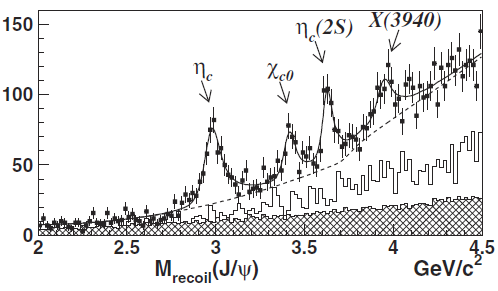 150
100
50
0
η_c
χ_c0
η_c(2S)
X(3940)
2
2.5
3
3.5
4
4.5
M_recoil(J/ψ)
GeV/c²